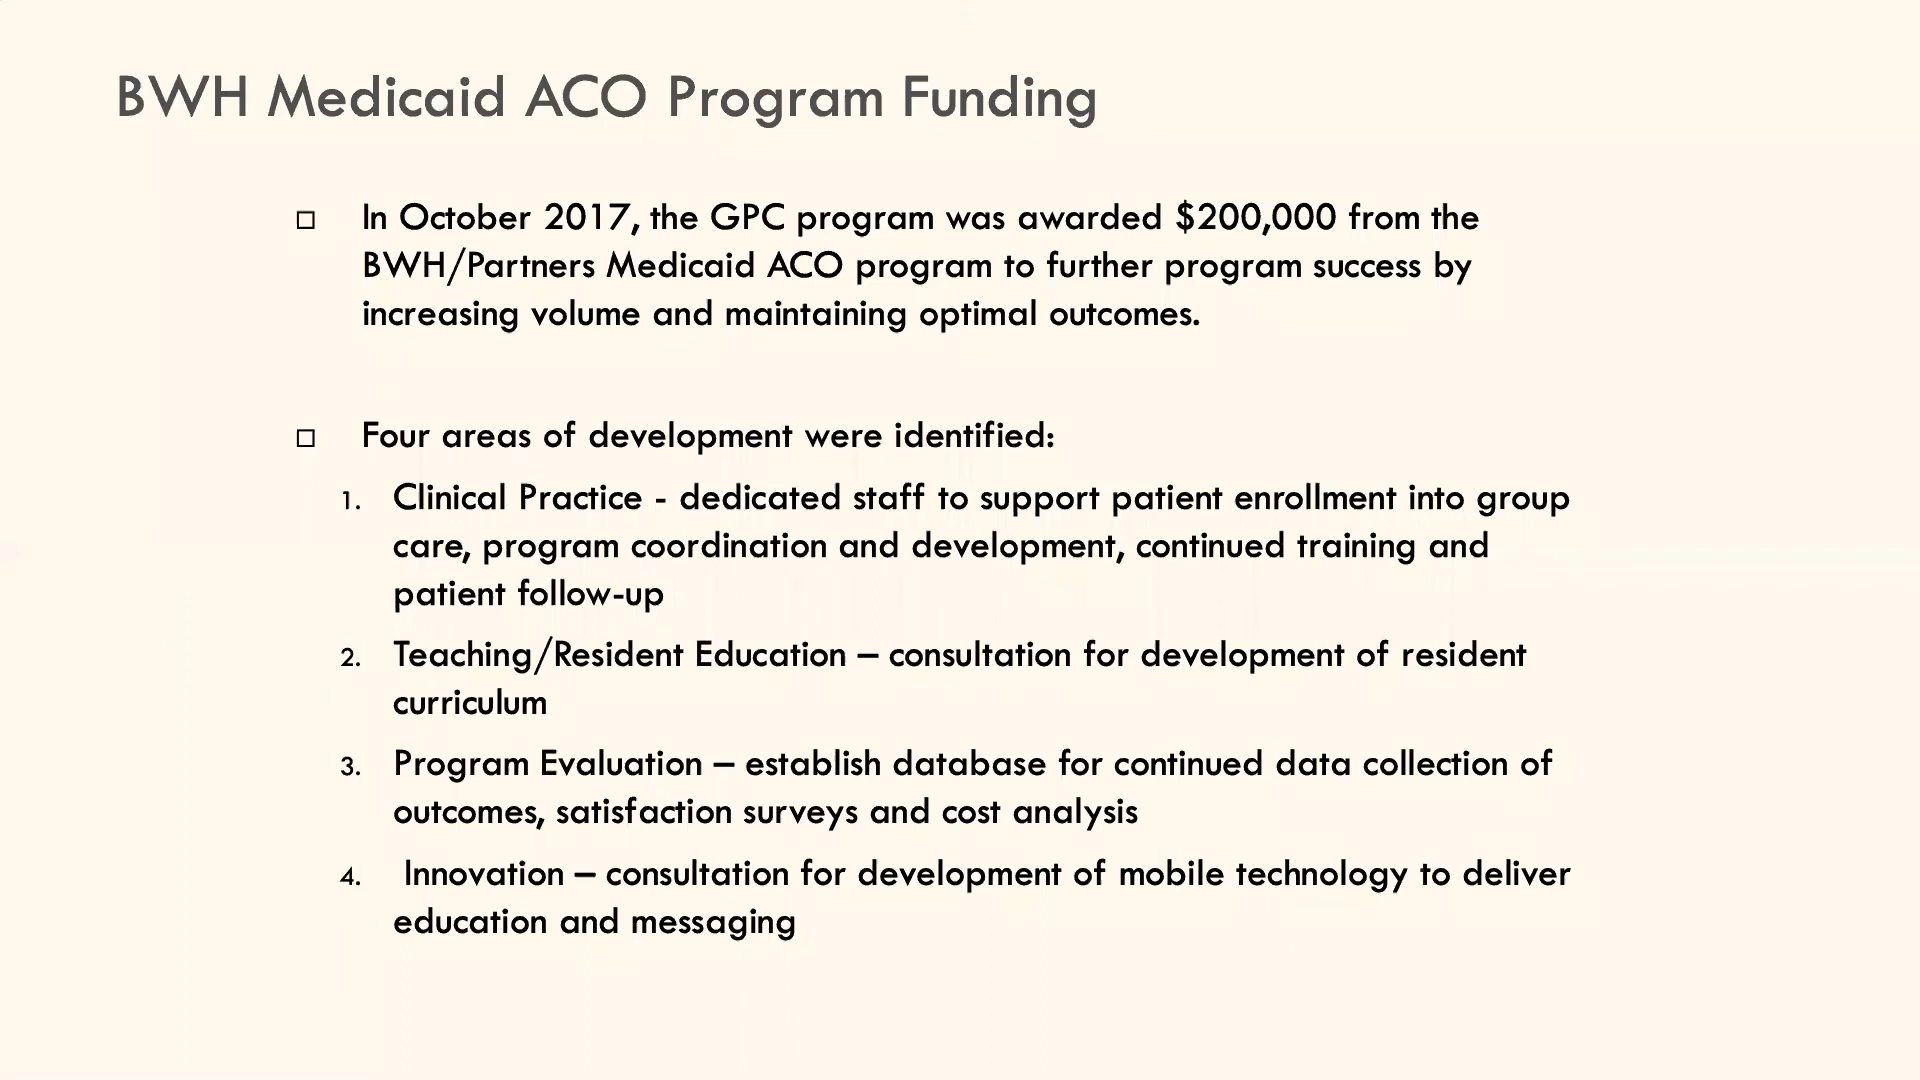 BWH Medicaid ACO Program Funding
□ In October 2017, the GPC program was awarded $200,000 from the
BWH/Partners Medicaid ACO program to further program success by
increasing volume and maintaining optimal outcomes.
□ Four areas of development were identified:
1. Clinical Practice - dedicated staff to support patient enrollment into group
care, program coordination and development, continued training and
patient follow-up
2. Teaching/Resident Education – consultation for development of resident
curriculum
3. Program Evaluation – establish database for continued data collection of
outcomes, satisfaction surveys and cost analysis
4. Innovation – consultation for development of mobile technology to deliver
education and messaging